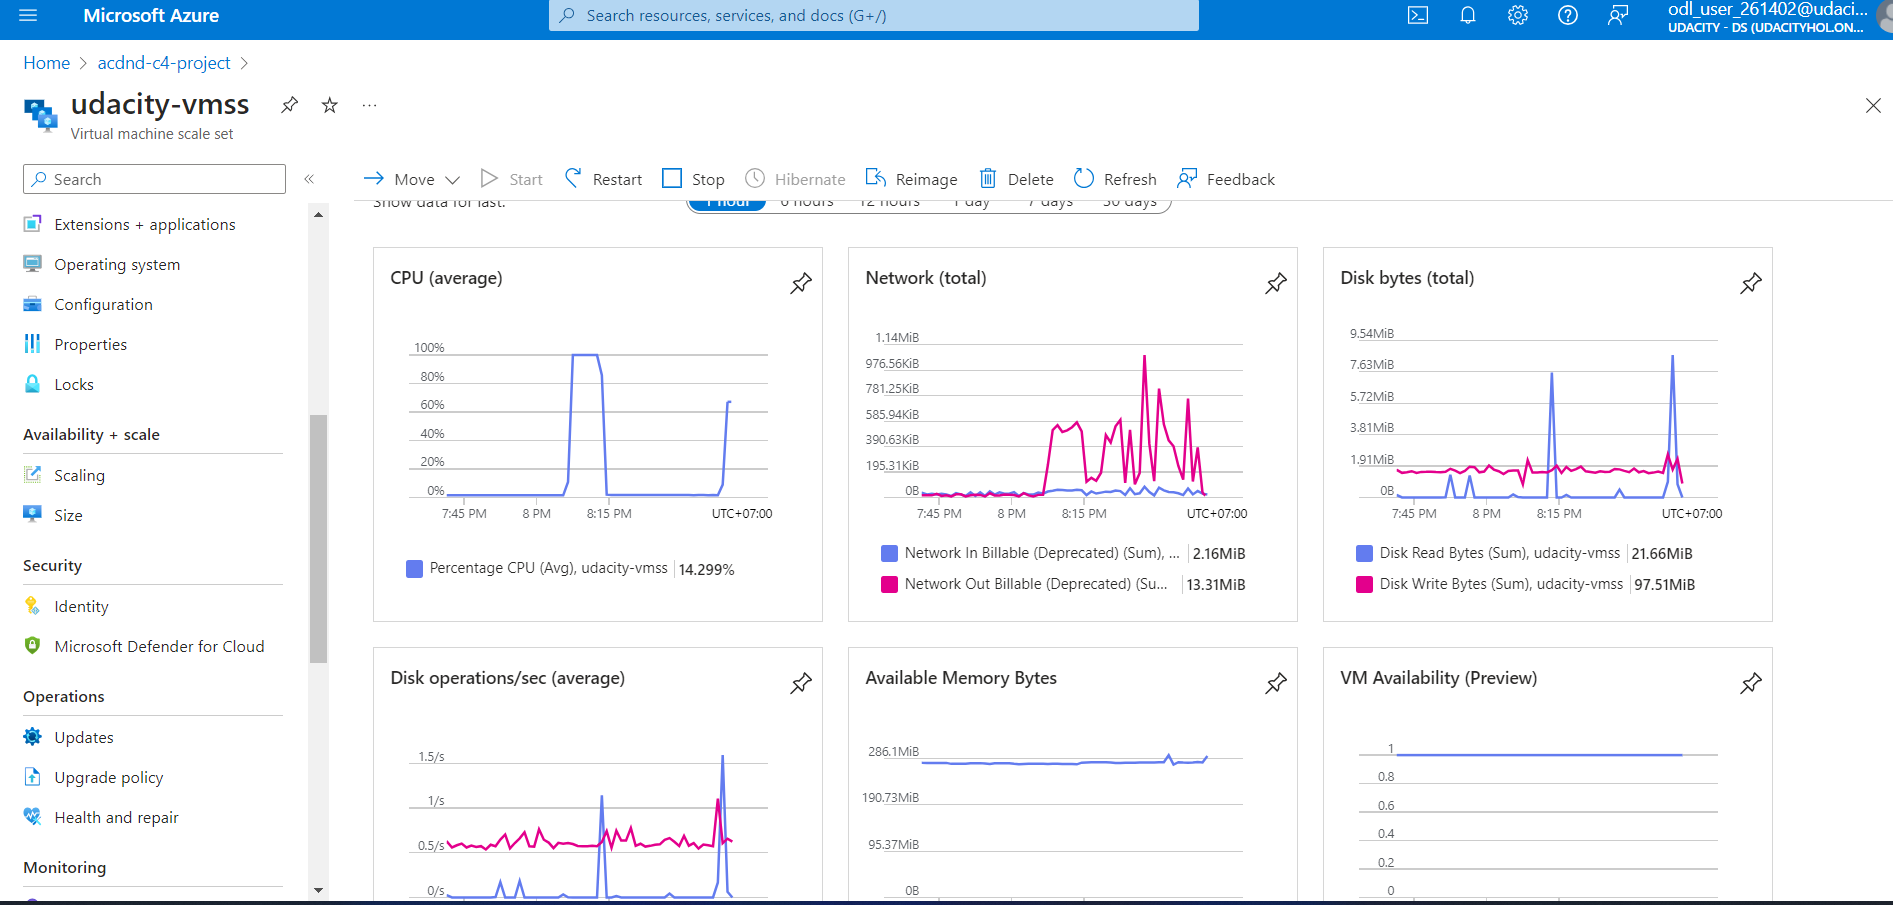 Microsoft Azure
Search resources, services, and docs (G+/)
odl_user_261402@udaci...
UDACITY - DS (UDACITYHOL.ON...
Home > acdnd-c4-project >
udacity-vmss
...
Virtual machine scale set
Search
«
Move
Start
Restart
Stop
Hibernate
Reimage
Delete
Refresh
Feedback
Show data for last:
1 hour
6 hours
12 hours
1 day
7 days
30 days
Extensions + applications
Operating system
Configuration
Properties
Locks
Availability + scale
Scaling
Size
Security
Identity
Microsoft Defender for Cloud
Operations
Updates
Upgrade policy
Health and repair
Monitoring
CPU (average)
100%
80%
60%
40%
20%
0%
7:45 PM
8 PM
8:15 PM
UTC+07:00
Percentage CPU (Avg), udacity-vmss
14.299%
Network (total)
1.14MiB
976.56KiB
781.25KiB
585.94KiB
390.63KiB
195.31KiB
0B
7:45 PM
8 PM
8:15 PM
UTC+07:00
Network In Billable (Deprecated) (Sum), ...
2.16MiB
Network Out Billable (Deprecated) (Su...
13.31MiB
Disk bytes (total)
9.54MiB
7.63MiB
5.72MiB
3.81MiB
1.91MiB
0B
7:45 PM
8 PM
8:15 PM
UTC+07:00
Disk Read Bytes (Sum), udacity-vmss
21.66MiB
Disk Write Bytes (Sum), udacity-vmss
97.51MiB
Disk operations/sec (average)
1.5/s
1/s
0.5/s
0/s
Available Memory Bytes
286.1MiB
190.73MiB
95.37MiB
0B
VM Availability (Preview)
1
0.8
0.6
0.4
0.2
0